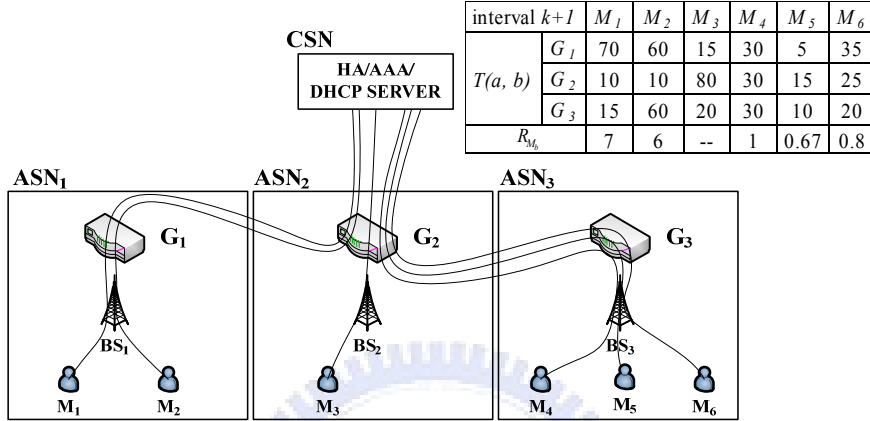 interval k+1 M1 M2 M3 M4 M5 M6
T(a, b) G1 70 60 15 30 5 35
G2 10 10 80 30 15 25
G3 15 60 20 30 10 20
RMb 7 6 -- 1 0.67 0.8
CSN
HA/AAA/
DHCP SERVER
ASN1 ASN2 ASN3
G1 G2 G3
BS1 BS2 BS3
M1 M2 M3 M4 M5 M6